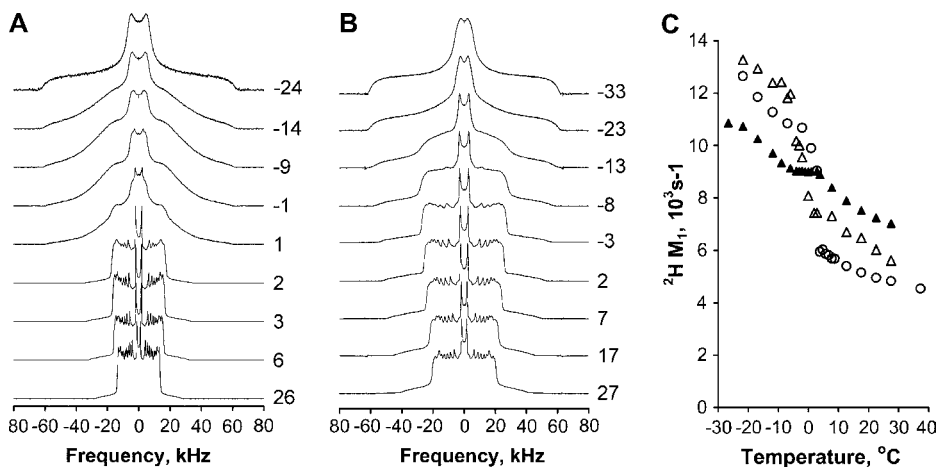 A
-24
-14
-9
-1
1
2
3
6
26
80 60 40 20 0 -20 -40 -60 -80
Frequency, kHz
B
-33
-23
-13
-8
-3
2
7
17
27
80 60 40 20 0 -20 -40 -60 -80
Frequency, kHz
C
14
12
10
8
6
4
2
0
²H M₁, 10³s-1
-30 -20 -10 0 10 20 30 40
Temperature, °C